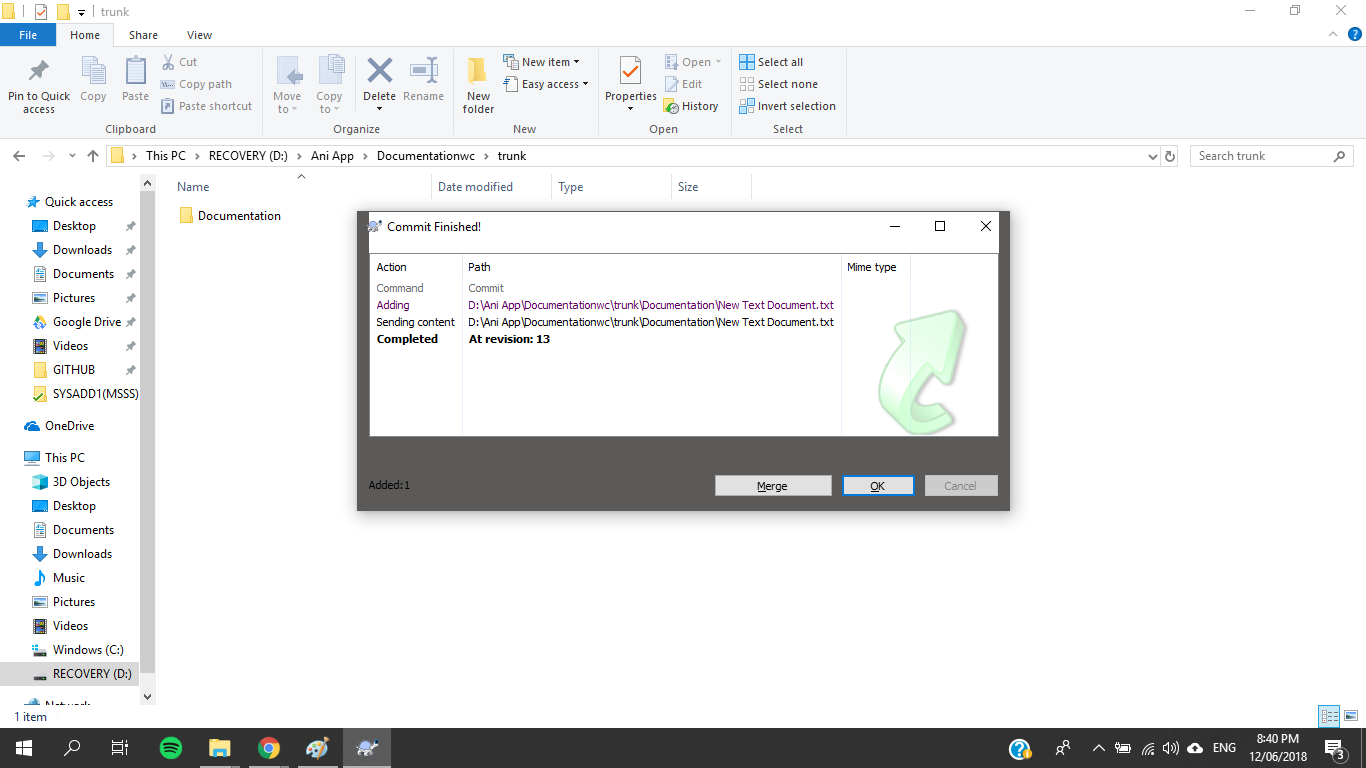 trunk
File Home Share View
Pin to Quick access
Copy
Paste
Cut
Copy path
Paste shortcut
Clipboard
Move to
Copy to
Delete
Rename
Organize
New folder
New item
Easy access
New
Properties
Open
Edit
History
Open
Select all
Select none
Invert selection
Select
This PC > RECOVERY (D:) > Ani App > Documentationwc > trunk
Search trunk
Name Date modified Type Size
Documentation
Quick access
Desktop
Downloads
Documents
Pictures
Google Drive
Videos
GITHUB
SYSADD1(MSSS)
OneDrive
This PC
3D Objects
Desktop
Documents
Downloads
Music
Pictures
Videos
Windows (C:)
RECOVERY (D:)
Network
1 item
Commit Finished!
Action Path Mime type
Command Commit
Adding D:\Ani App\Documentationwc\trunk\Documentation\New Text Document.txt
Sending content D:\Ani App\Documentationwc\trunk\Documentation\New Text Document.txt
Completed At revision: 13
Added:1
Merge OK Cancel
ENG
8:40 PM
12/06/2018
3